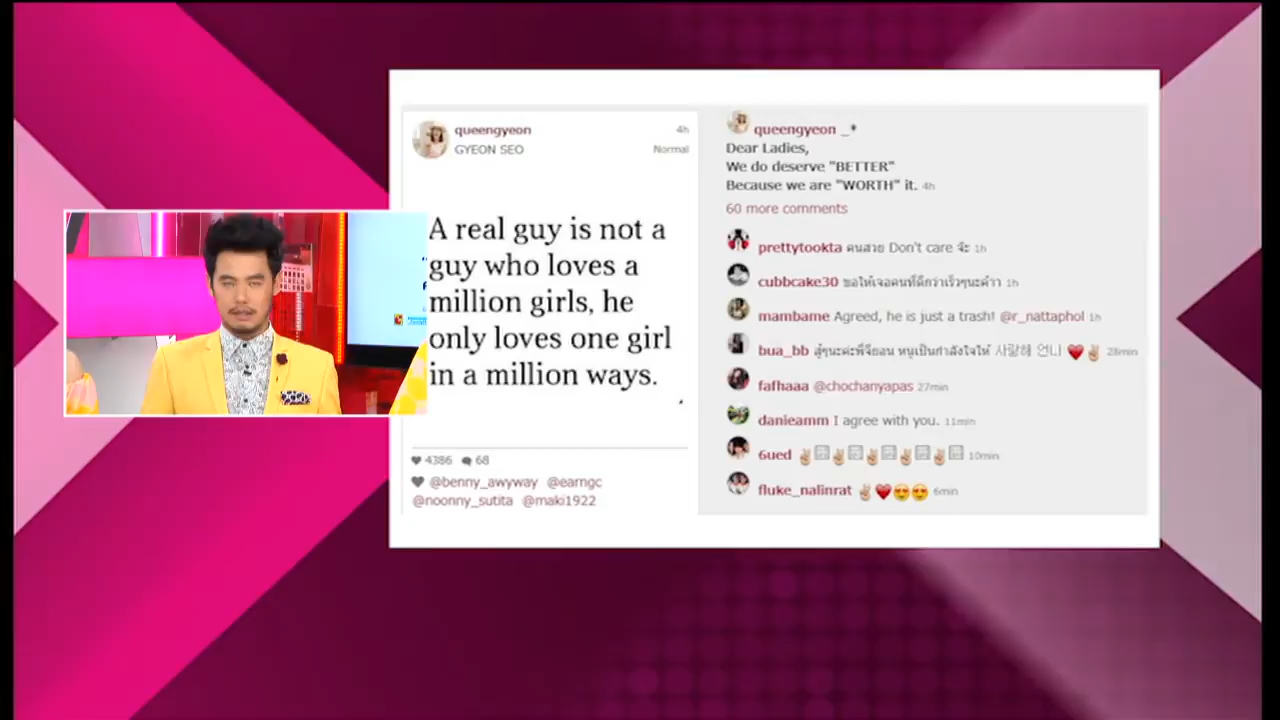 queengyeon
4h
GYEON SEO
Normal
A real guy is not a
guy who loves a
million girls, he
only loves one girl
in a million ways.
4386 68
@benny_awyway @earngc
@noonny_sutita @maki1922
queengyeon _*
Dear Ladies,
We do deserve "BETTER"
Because we are "WORTH" it. 4h
60 more comments
prettytookta คนสวย Don't care จ้ะ 1h
cubbcake30 ขอให้เจอคนที่ดีกว่าเร็วๆนะค๊าา 1h
mambame Agreed, he is just a trash! @r_nattaphol 1h
bua_bb สู้ๆนะค่ะพี่จียอน หนูเป็นกำลังใจให้ 사랑해 언니 ❤️✌🏼 28min
fafhaaa @chochanyapas 27min
danieamm I agree with you. 11min
6ued ✌🏼✌🏼✌🏼✌🏼✌🏼 10min
fluke_nalinrat ✌🏼❤️😍😍 6min